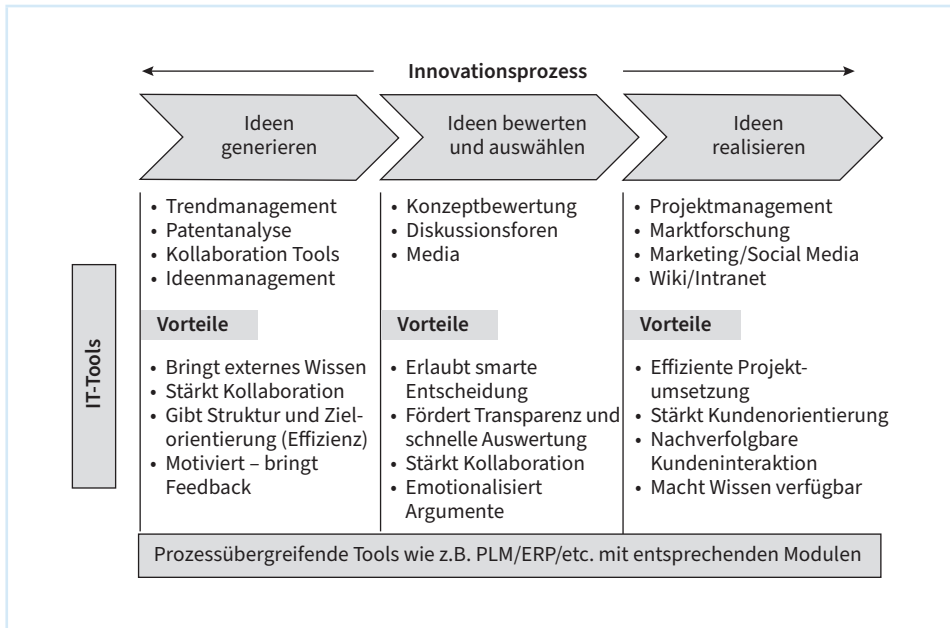 Innovationsprozess
Ideen
generieren
Ideen bewerten
und auswählen
Ideen
realisieren
IT-Tools
• Trendmanagement
• Patentanalyse
• Kollaboration Tools
• Ideenmanagement
Vorteile
• Bringt externes Wissen
• Stärkt Kollaboration
• Gibt Struktur und Ziel-
orientierung (Effizienz)
• Motiviert – bringt
Feedback
• Konzeptbewertung
• Diskussionsforen
• Media
Vorteile
• Erlaubt smarte
Entscheidung
• Fördert Transparenz und
schnelle Auswertung
• Stärkt Kollaboration
• Emotionalisiert
Argumente
• Projektmanagement
• Marktforschung
• Marketing/Social Media
• Wiki/Intranet
Vorteile
• Effiziente Projekt-
umsetzung
• Stärkt Kundenorientierung
• Nachverfolgbare
Kundeninteraktion
• Macht Wissen verfügbar
Prozessübergreifende Tools wie z.B. PLM/ERP/etc. mit entsprechenden Modulen